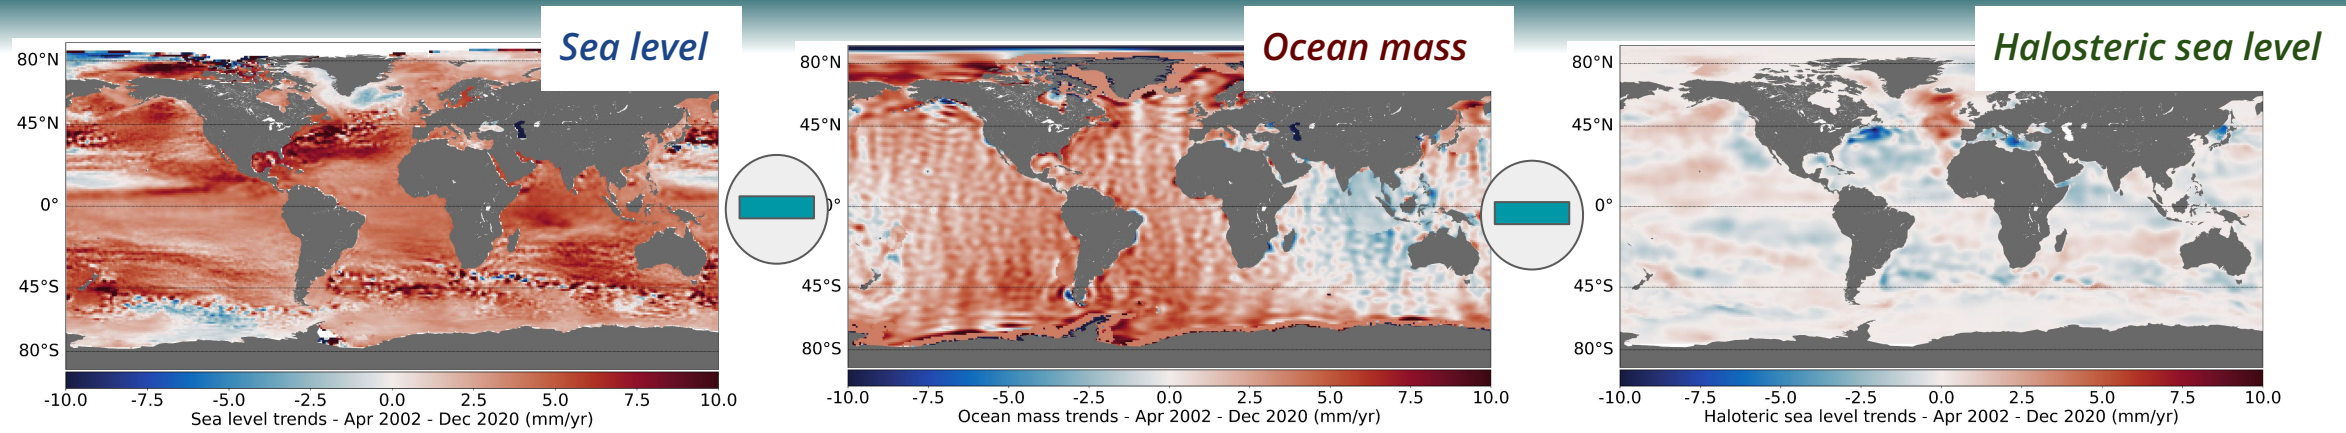 Sea level
80°N
45°N
0°
45°S
80°S
-10.0 -7.5 -5.0 -2.5 0.0 2.5 5.0 7.5 10.0
Sea level trends - Apr 2002 - Dec 2020 (mm/yr)
Ocean mass
80°N
45°N
0°
45°S
80°S
-10.0 -7.5 -5.0 -2.5 0.0 2.5 5.0 7.5 10.0
Ocean mass trends - Apr 2002 - Dec 2020 (mm/yr)
Halosteric sea level
80°N
45°N
0°
45°S
80°S
-10.0 -7.5 -5.0 -2.5 0.0 2.5 5.0 7.5 10.0
Haloteric sea level trends - Apr 2002 - Dec 2020 (mm/yr)